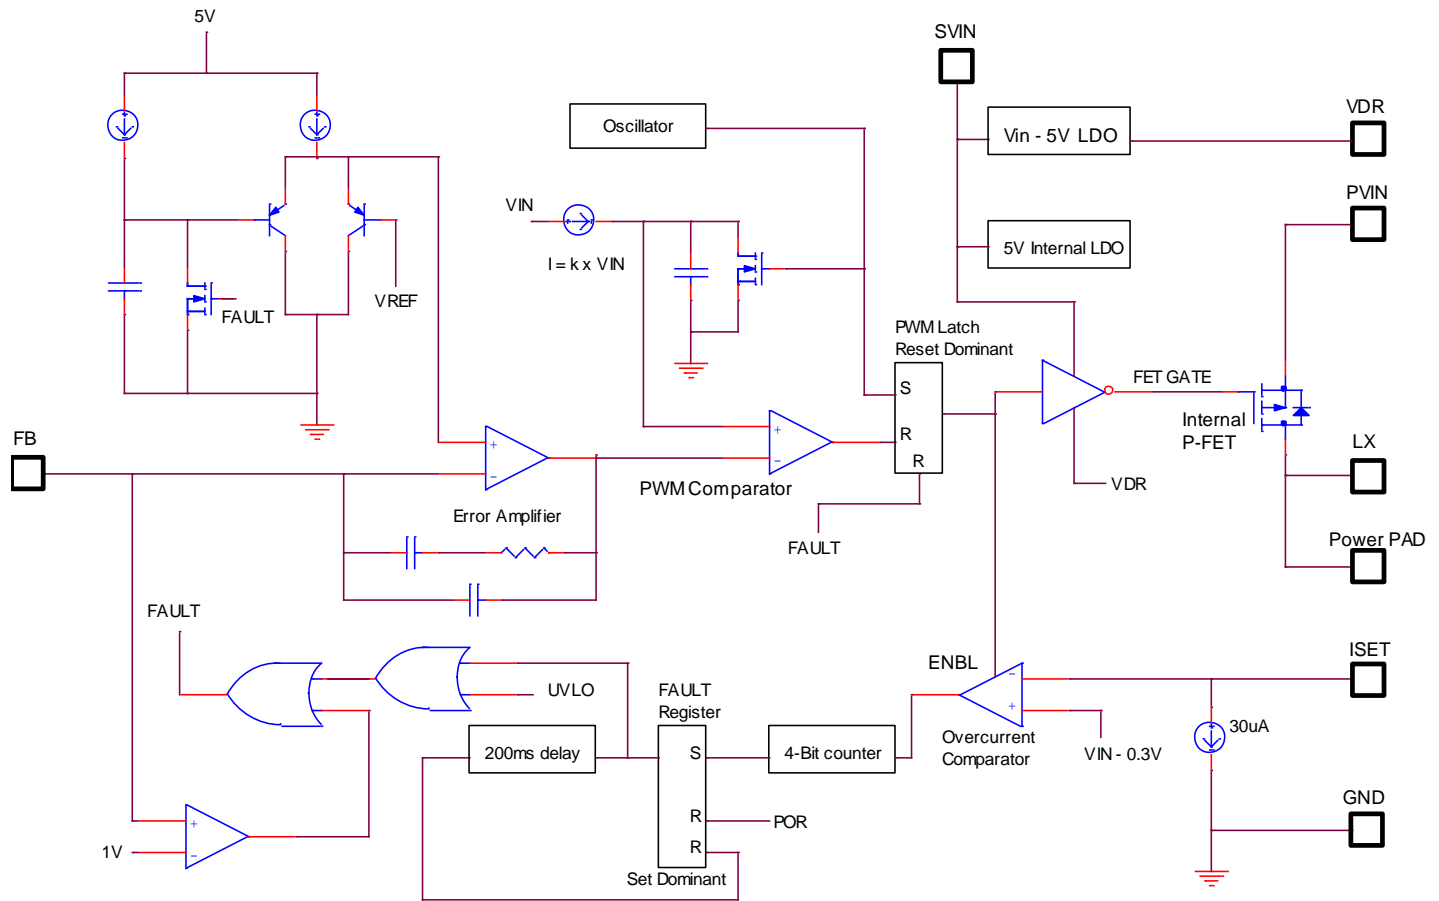 5V
SVIN
VDR
Oscillator
Vin - 5V LDO
PVIN
VIN
I = k x VIN
5V Internal LDO
VREF
FAULT
PWM Latch
Reset Dominant
S
R
R
FET GATE
Internal
P-FET
FB
+
−
Error Amplifier
+
−
PWM Comparator
FAULT
VDR
LX
Power PAD
FAULT
UVLO
FAULT
Register
S
R
R
Set Dominant
200ms delay
4-Bit counter
POR
ENBL
−
+
Overcurrent
Comparator
VIN - 0.3V
ISET
30uA
GND
+
−
1V